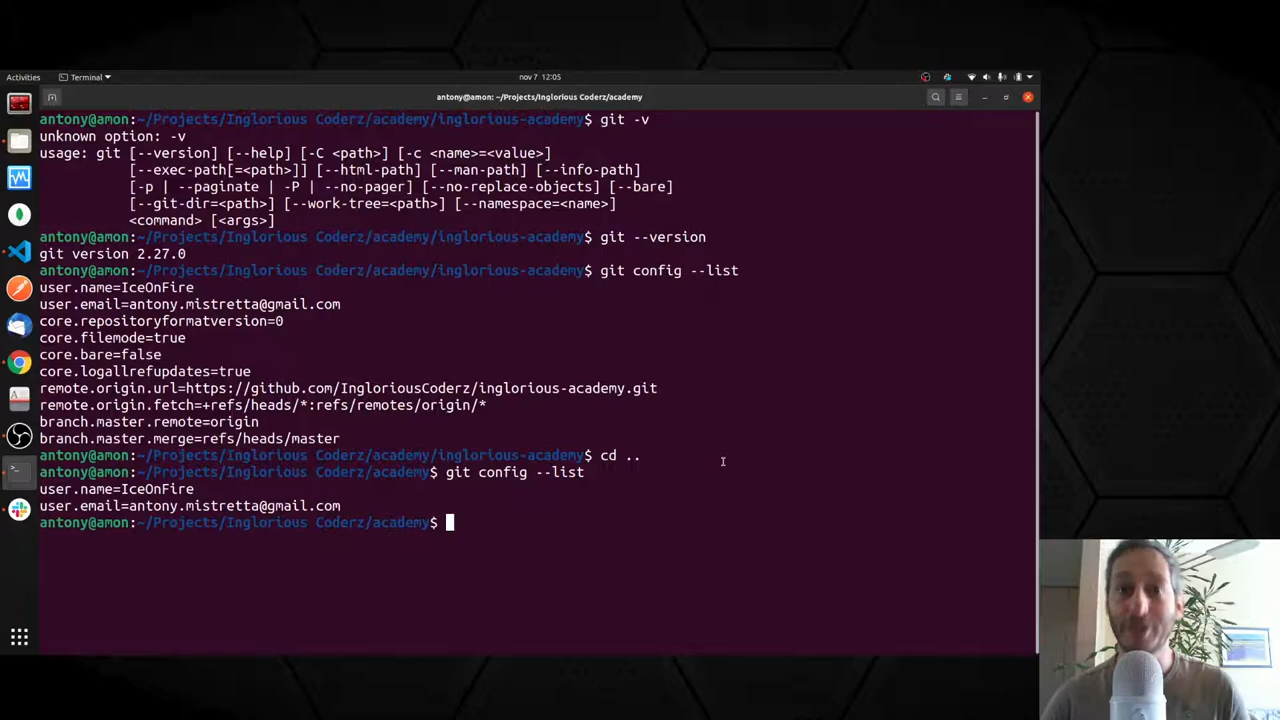 Activities
Terminal
nov 7 12:05
antony@amon: ~/Projects/Inglorious Coderz/academy
antony@amon:~/Projects/Inglorious Coderz/academy/inglorious-academy$ git -v
unknown option: -v
usage: git [--version] [--help] [-C <path>] [-c <name>=<value>]
[--exec-path[=<path>]] [--html-path] [--man-path] [--info-path]
[-p | --paginate | -P | --no-pager] [--no-replace-objects] [--bare]
[--git-dir=<path>] [--work-tree=<path>] [--namespace=<name>]
<command> [<args>]
antony@amon:~/Projects/Inglorious Coderz/academy/inglorious-academy$ git --version
git version 2.27.0
antony@amon:~/Projects/Inglorious Coderz/academy/inglorious-academy$ git config --list
user.name=IceOnFire
user.email=antony.mistretta@gmail.com
core.repositoryformatversion=0
core.filemode=true
core.bare=false
core.logallrefupdates=true
remote.origin.url=https://github.com/IngloriousCoderz/inglorious-academy.git
remote.origin.fetch=+refs/heads/*:refs/remotes/origin/*
branch.master.remote=origin
branch.master.merge=refs/heads/master
antony@amon:~/Projects/Inglorious Coderz/academy/inglorious-academy$ cd ..
antony@amon:~/Projects/Inglorious Coderz/academy$ git config --list
user.name=IceOnFire
user.email=antony.mistretta@gmail.com
antony@amon:~/Projects/Inglorious Coderz/academy$